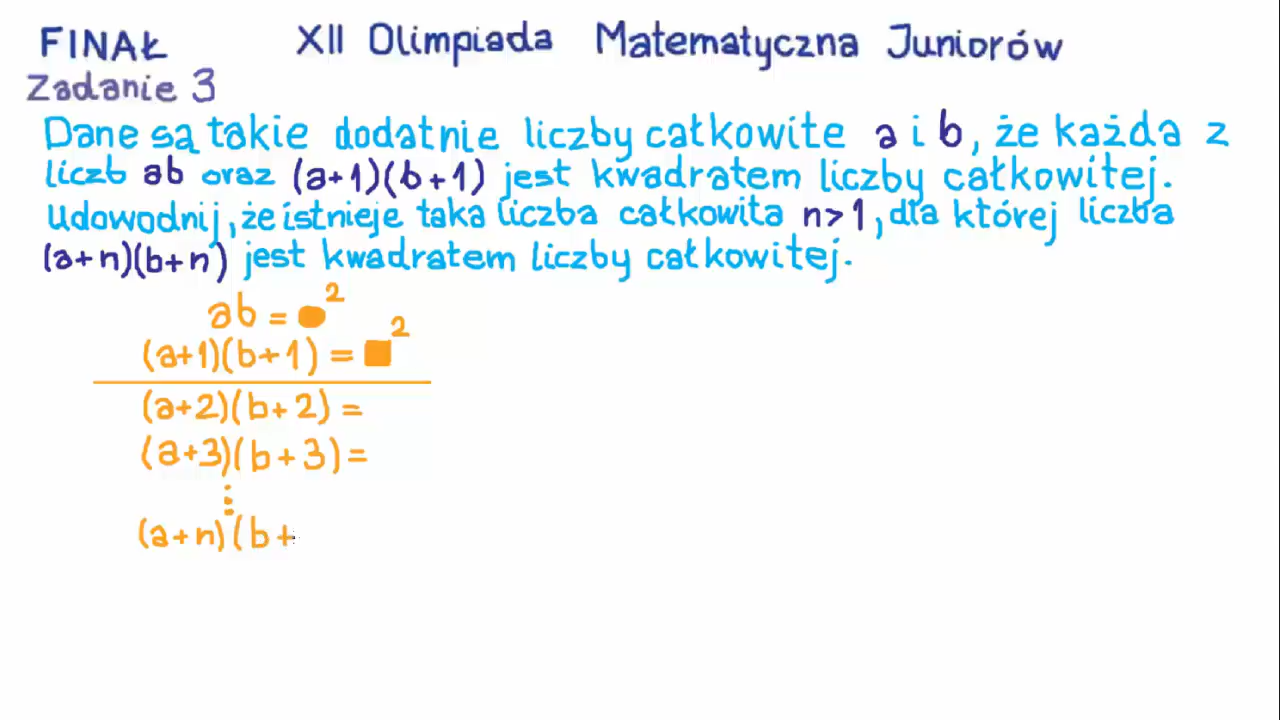 FINAŁ XII Olimpiada Matematyczna Juniorów
Zadanie 3
Dane są takie dodatnie liczby całkowite a i b, że każda z
liczb ab oraz (a+1)(b+1) jest kwadratem liczby całkowitej.
Udowodnij, że istnieje taka liczba całkowita n>1, dla której liczba
(a+n)(b+n) jest kwadratem liczby całkowitej.
ab = ●²
(a+1)(b+1) = ■²
(a+2)(b+2) =
(a+3)(b+3) =
⋮
(a+n)(b+